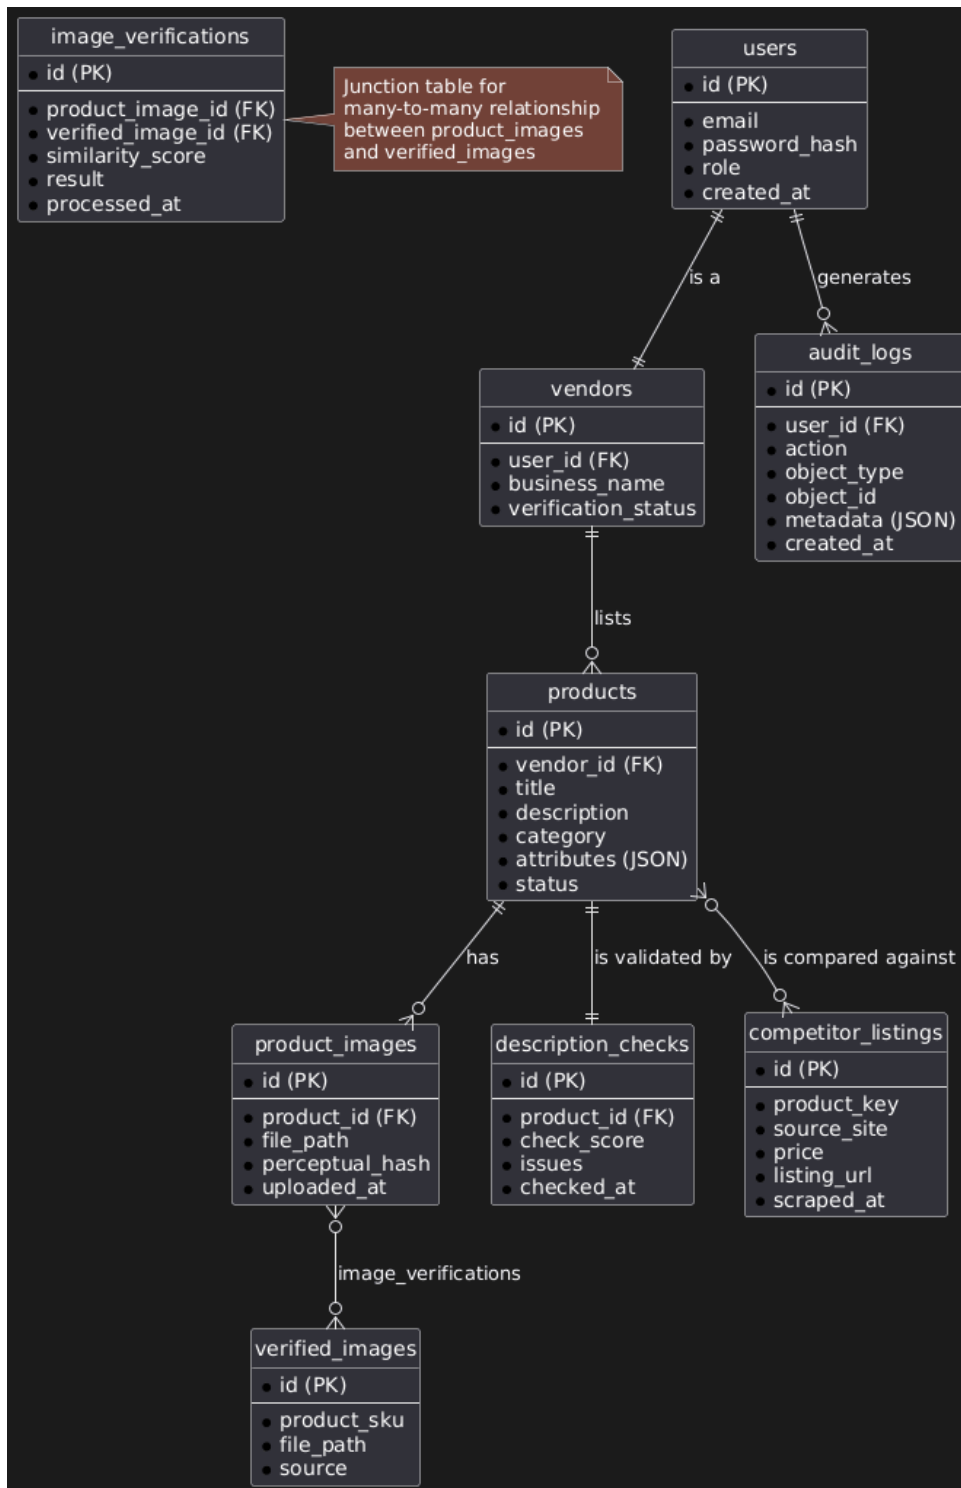 image_verifications
id (PK)
product_image_id (FK)
verified_image_id (FK)
similarity_score
result
processed_at
Junction table for
many-to-many relationship
between product_images
and verified_images
users
id (PK)
email
password_hash
role
created_at
is a
generates
vendors
id (PK)
user_id (FK)
business_name
verification_status
audit_logs
id (PK)
user_id (FK)
action
object_type
object_id
metadata (JSON)
created_at
lists
products
id (PK)
vendor_id (FK)
title
description
category
attributes (JSON)
status
has
is validated by
is compared against
product_images
id (PK)
product_id (FK)
file_path
perceptual_hash
uploaded_at
description_checks
id (PK)
product_id (FK)
check_score
issues
checked_at
competitor_listings
id (PK)
product_key
source_site
price
listing_url
scraped_at
image_verifications
verified_images
id (PK)
product_sku
file_path
source